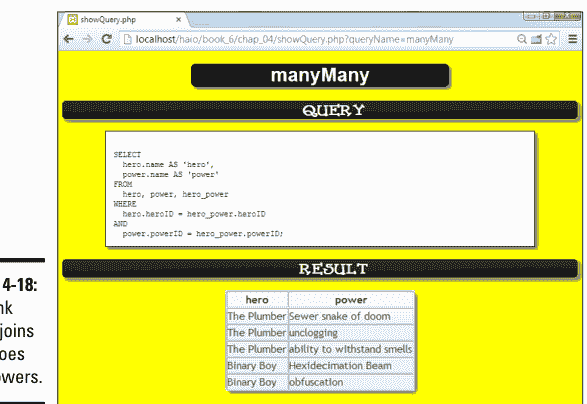 showQuery.php
localhost/haio/book_6/chap_04/showQuery.php?queryName=manyMany
manyMany
QUERY
SELECT
hero.name AS 'hero',
power.name AS 'power'
FROM
hero, power, hero_power
WHERE
hero.heroID = hero_power.heroID
AND
power.powerID = hero_power.powerID;
RESULT
hero power
The Plumber Sewer snake of doom
The Plumber unclogging
The Plumber ability to withstand smells
Binary Boy Hexidecimation Beam
Binary Boy obfuscation
4-18:
nk
joins
oes
owers.